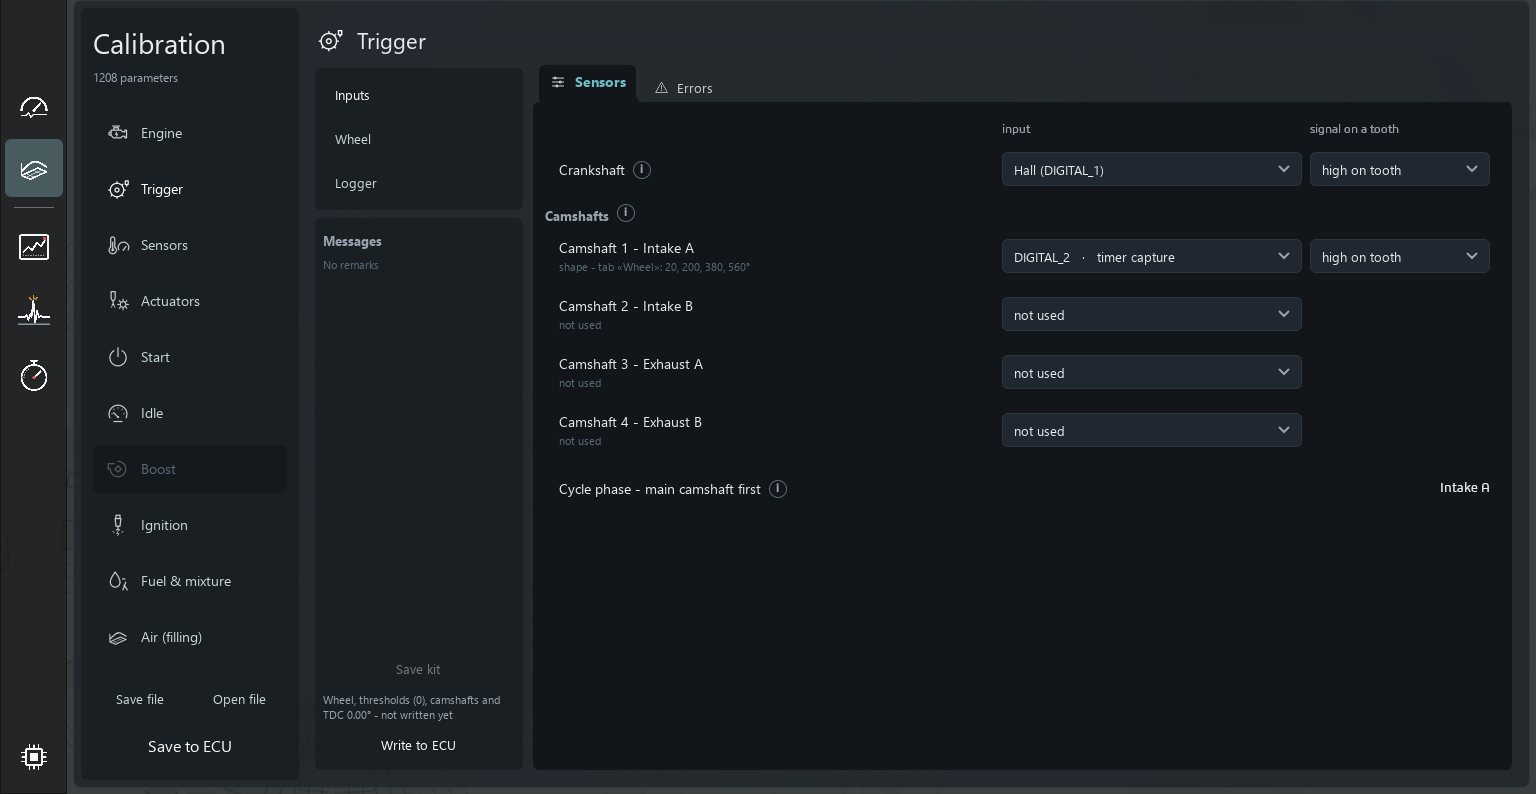 Calibration
1208 parameters
Engine
Trigger
Sensors
Actuators
Start
Idle
Boost
Ignition
Fuel & mixture
Air (filling)
Save file
Open file
Save to ECU
Trigger
Inputs
Wheel
Logger
Messages
No remarks
Save kit
Wheel, thresholds (0), camshafts and
TDC 0.00° - not written yet
Write to ECU
Sensors
Errors
input
signal on a tooth
Crankshaft
Hall (DIGITAL_1)
high on tooth
Camshafts
Camshaft 1 - Intake A
shape - tab «Wheel»: 20, 200, 380, 560°
DIGITAL_2 · timer capture
high on tooth
Camshaft 2 - Intake B
not used
not used
Camshaft 3 - Exhaust A
not used
not used
Camshaft 4 - Exhaust B
not used
not used
Cycle phase - main camshaft first
Intake A